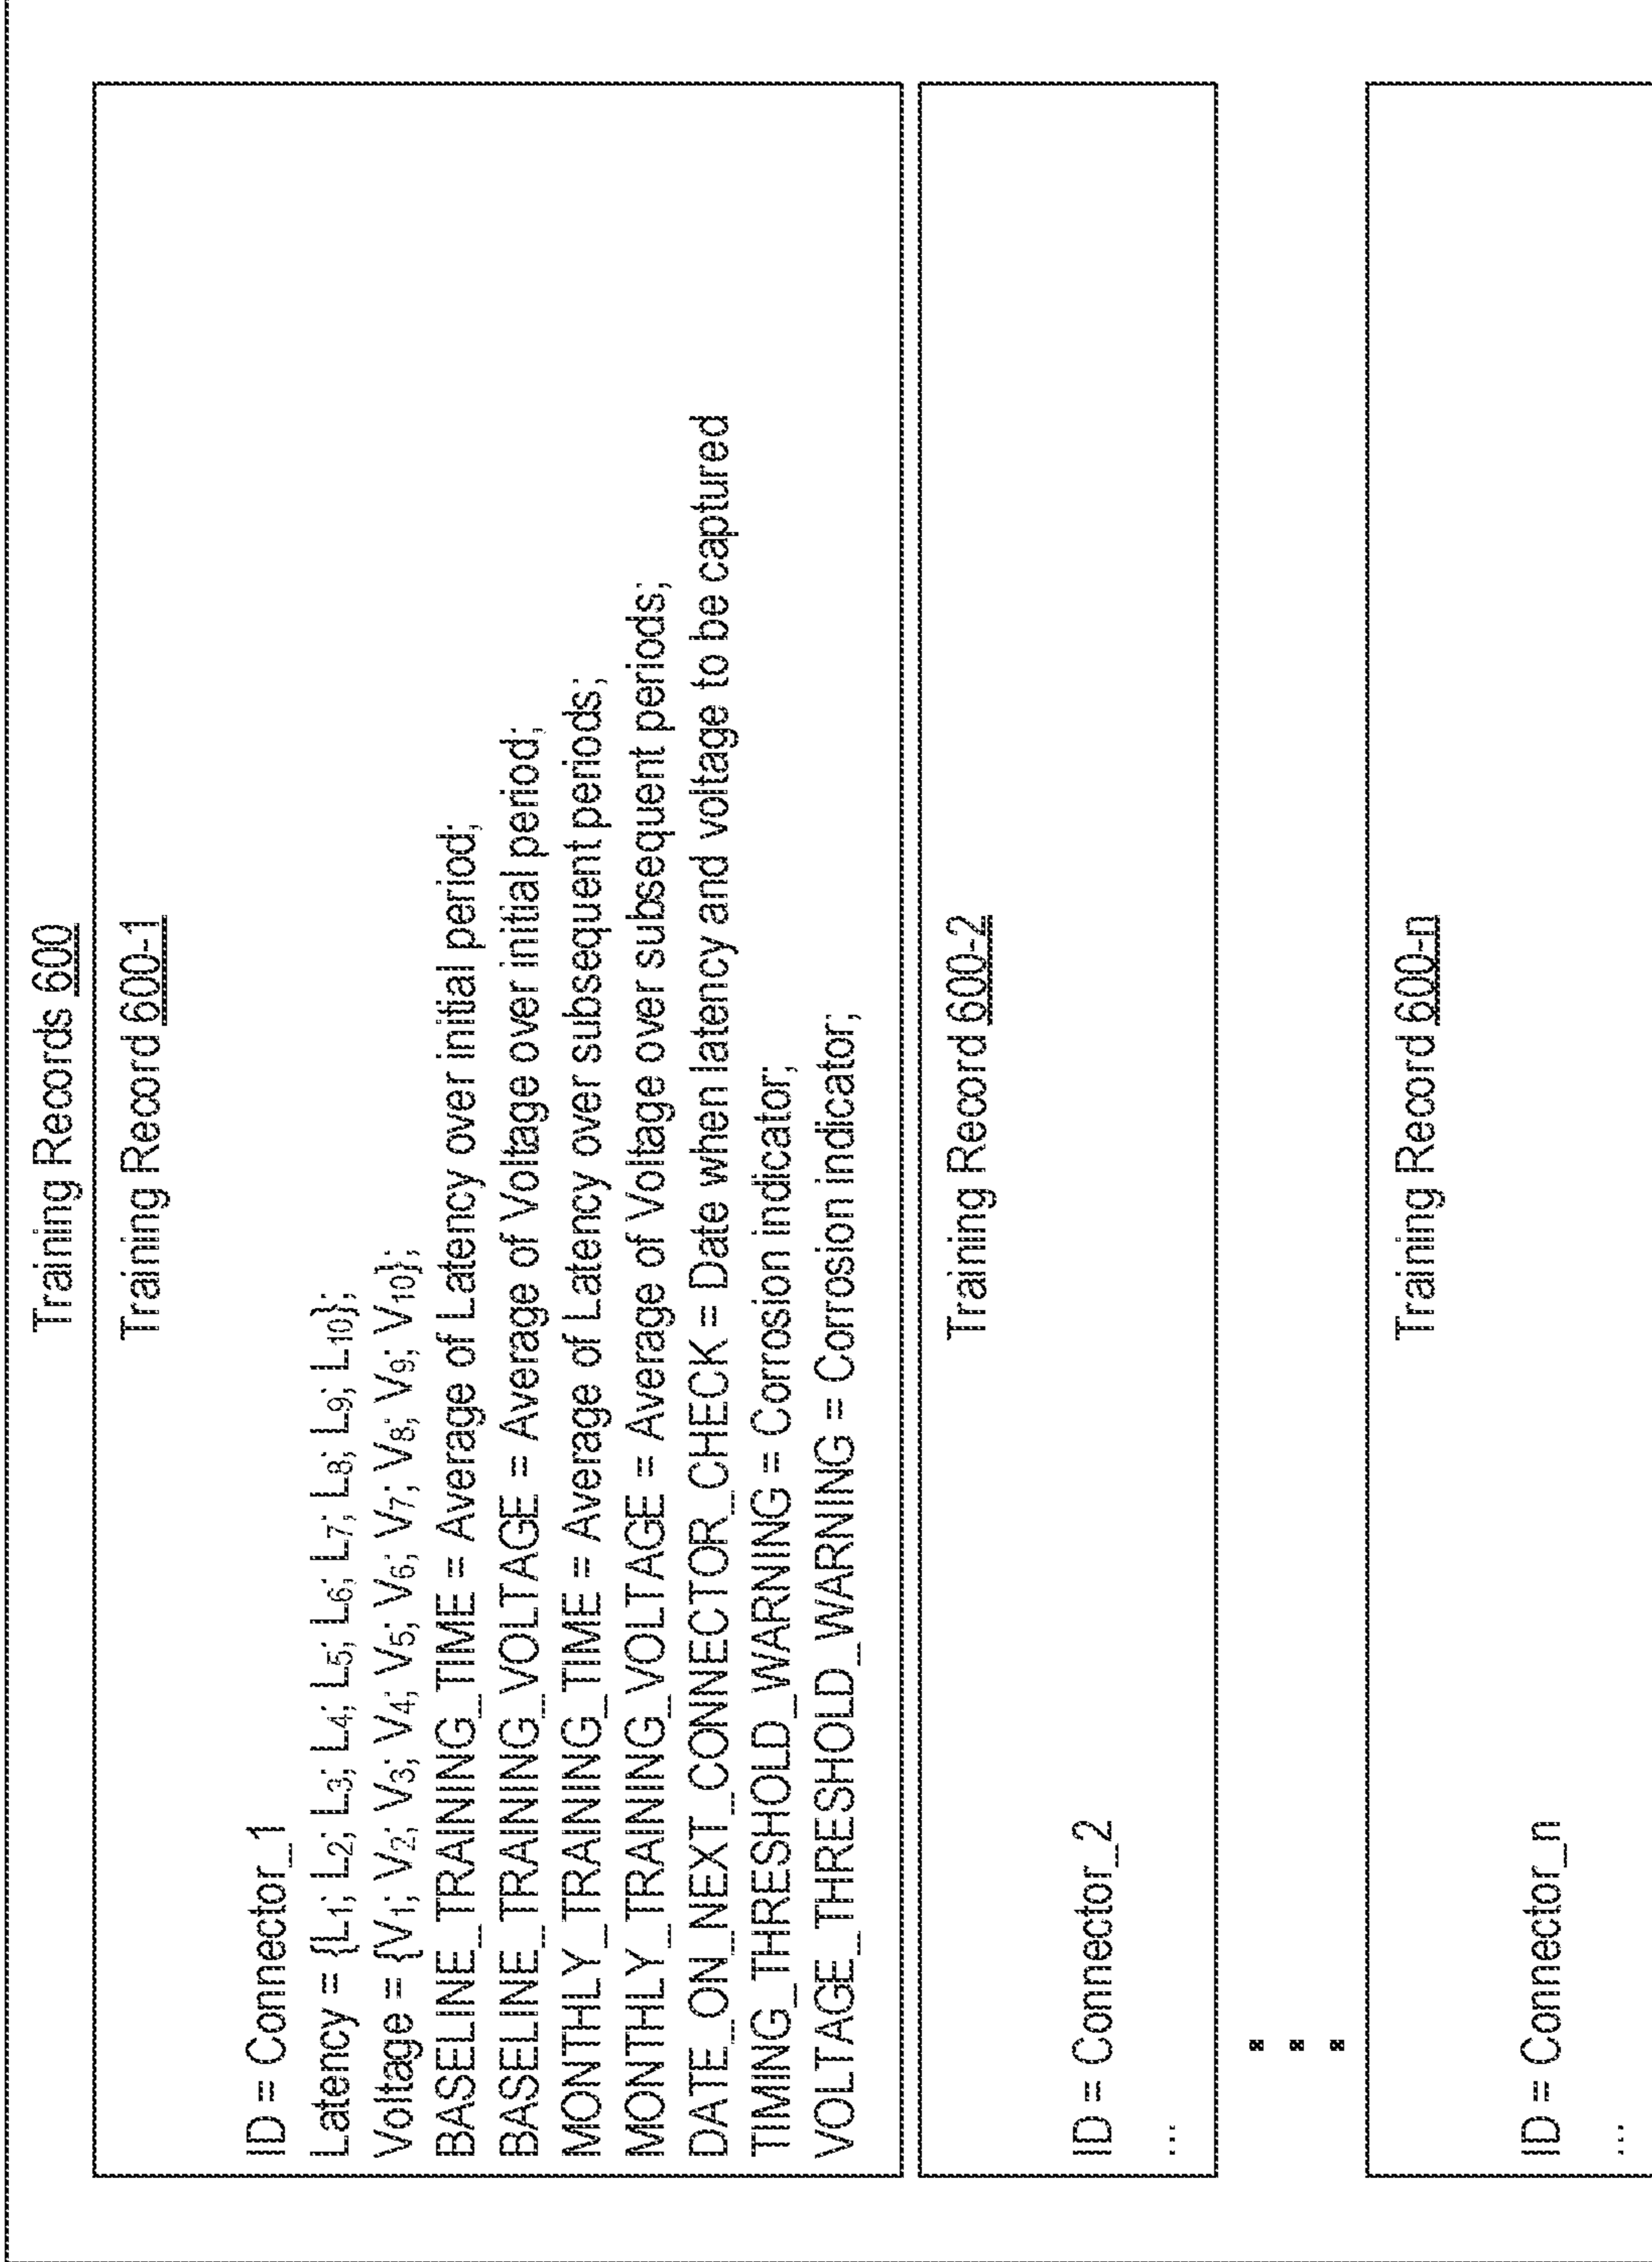 Training Records 600
Training Record 600-1
ID = Connector_1
Latency = {L1; L2; L3; L4; L5; L6; L7; L8; L9; L10};
Voltage = {V1; V2; V3; V4; V5; V6; V7; V8; V9; V10};
BASELINE_TRAINING_TIME = Average of Latency over initial period;
BASELINE_TRAINING_VOLTAGE = Average of Voltage over initial period;
MONTHLY_TRAINING_TIME = Average of Latency over subsequent periods;
MONTHLY_TRAINING_VOLTAGE = Average of Voltage over subsequent periods;
DATE_ON_NEXT_CONNECTOR_CHECK = Date when latency and voltage to be captured
TIMING_THRESHOLD_WARNING = Corrosion indicator;
VOLTAGE_THRESHOLD_WARNING = Corrosion indicator;
Training Record 600-2
ID = Connector_2
...
Training Record 600-n
ID = Connector_n
...